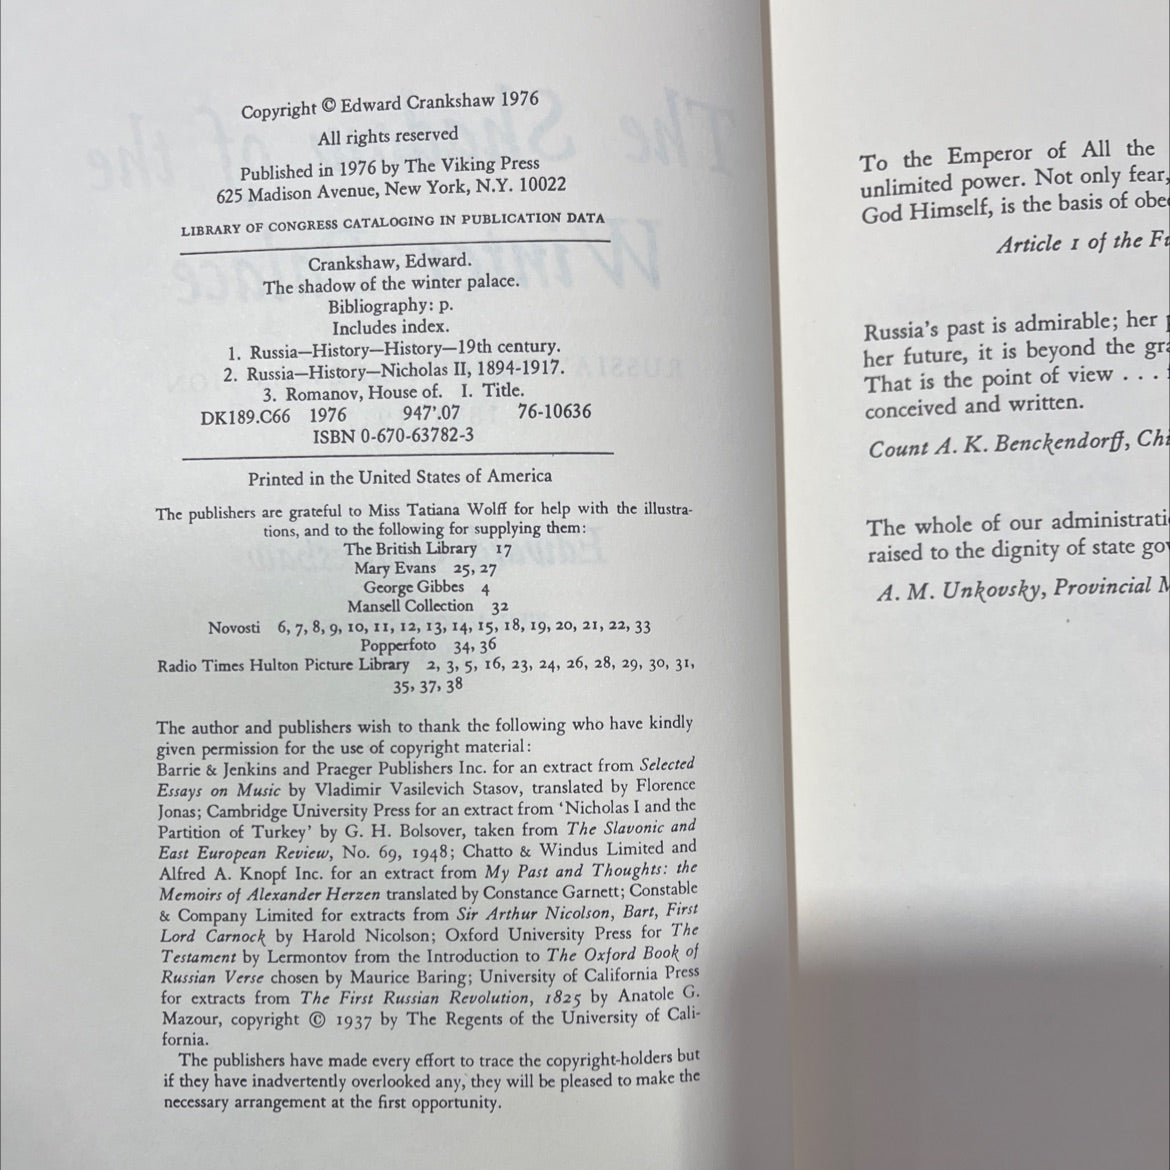 Copyright © Edward Crankshaw 1976
All rights reserved
Published in 1976 by The Viking Press
625 Madison Avenue, New York, N.Y. 10022
LIBRARY OF CONGRESS CATALOGING IN PUBLICATION DATA
Crankshaw, Edward.
The shadow of the winter palace.
Bibliography: p.
Includes index.
1. Russia—History—History—19th century.
2. Russia—History—Nicholas II, 1894-1917.
3. Romanov, House of. I. Title.
DK189.C66 1976 947'.07 76-10636
ISBN 0-670-63782-3
Printed in the United States of America
The publishers are grateful to Miss Tatiana Wolff for help with the illustra-
tions, and to the following for supplying them:
The British Library 17
Mary Evans 25, 27
George Gibbes 4
Mansell Collection 32
Novosti 6, 7, 8, 9, 10, 11, 12, 13, 14, 15, 18, 19, 20, 21, 22, 33
Popperfoto 34, 36
Radio Times Hulton Picture Library 2, 3, 5, 16, 23, 24, 26, 28, 29, 30, 31,
35, 37, 38
The author and publishers wish to thank the following who have kindly
given permission for the use of copyright material:
Barrie & Jenkins and Praeger Publishers Inc. for an extract from Selected
Essays on Music by Vladimir Vasilevich Stasov, translated by Florence
Jonas; Cambridge University Press for an extract from 'Nicholas I and the
Partition of Turkey' by G. H. Bolsover, taken from The Slavonic and
East European Review, No. 69, 1948; Chatto & Windus Limited and
Alfred A. Knopf Inc. for an extract from My Past and Thoughts: the
Memoirs of Alexander Herzen translated by Constance Garnett; Constable
& Company Limited for extracts from Sir Arthur Nicolson, Bart, First
Lord Carnock by Harold Nicolson; Oxford University Press for The
Testament by Lermontov from the Introduction to The Oxford Book of
Russian Verse chosen by Maurice Baring; University of California Press
for extracts from The First Russian Revolution, 1825 by Anatole G.
Mazour, copyright © 1937 by The Regents of the University of Cali-
fornia.
The publishers have made every effort to trace the copyright-holders but
if they have inadvertently overlooked any, they will be pleased to make the
necessary arrangement at the first opportunity.
To the Emperor of All the
unlimited power. Not only fear,
God Himself, is the basis of
Article 1 of the
Russia's past is admirable; her
her future, it is beyond the
That is the point of view . . .
conceived and written.
Count A. K. Benckendorff,
The whole of our
raised to the dignity of state
A. M. Unkovsky, Provincial